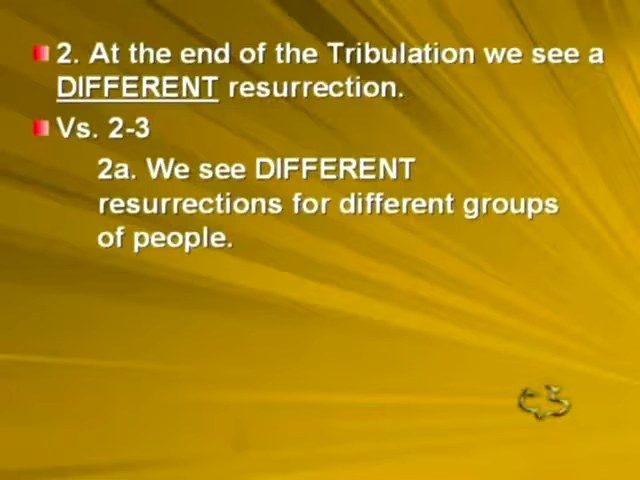 2. At the end of the Tribulation we see a
DIFFERENT resurrection.
Vs. 2-3
2a. We see DIFFERENT
resurrections for different groups
of people.